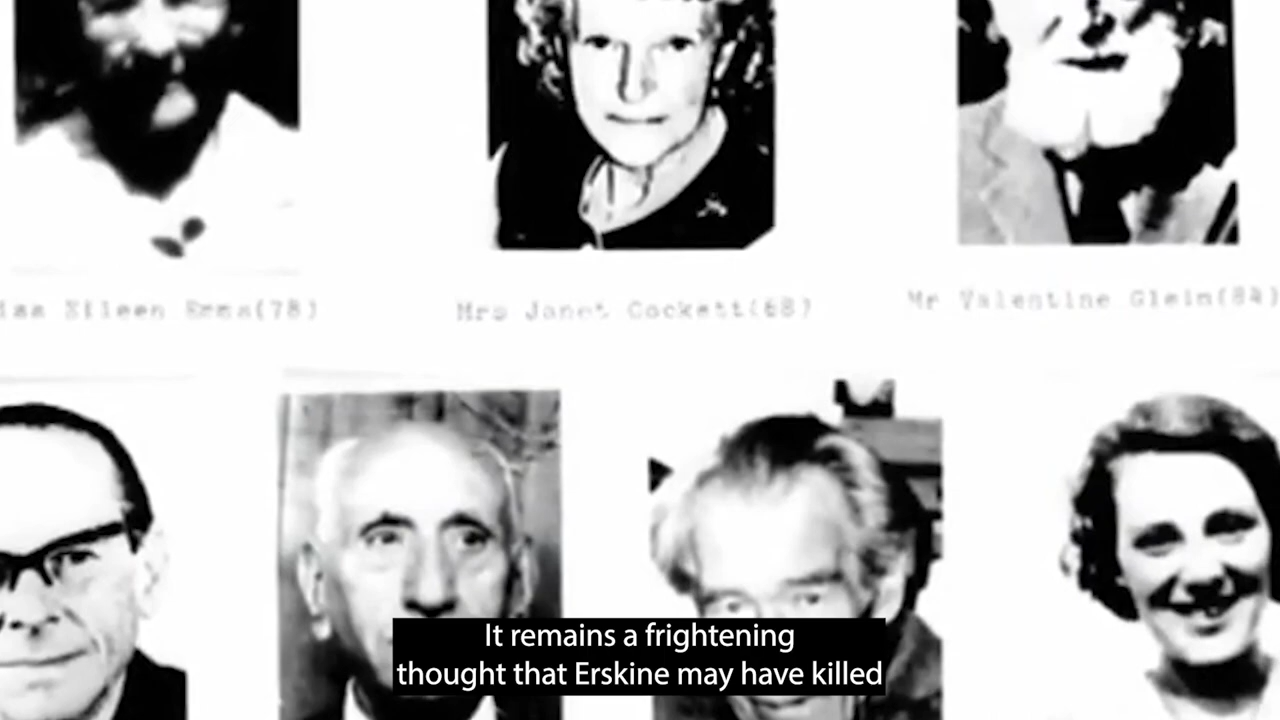 Eileen Emms(78)
Mrs Janet Cockett(68)
Mr Valentine Gleim(84)
It remains a frightening
thought that Erskine may have killed